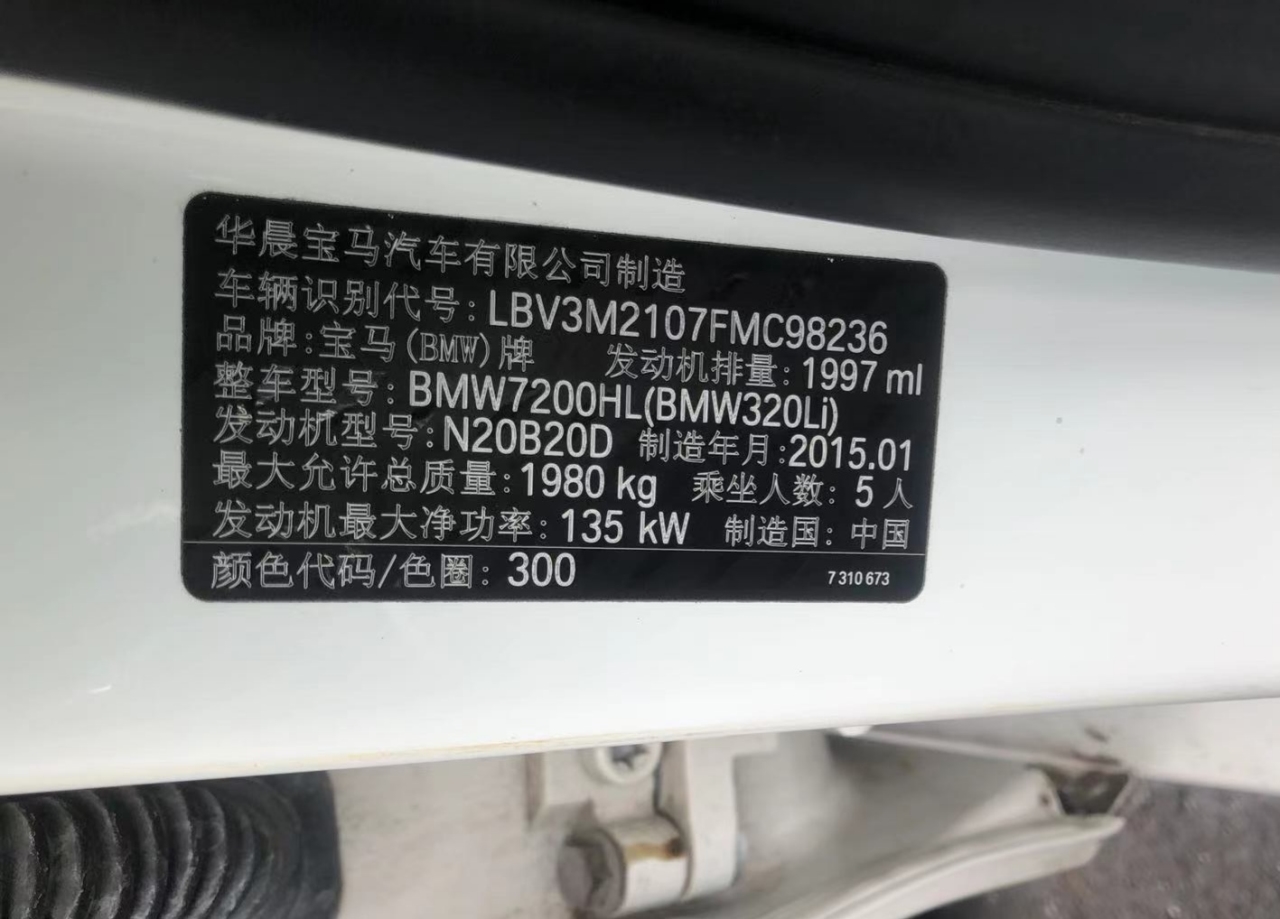 华晨宝马汽车有限公司制造
车辆识别代号: LBV3M2107FMC98236
品牌: 宝马(BMW)牌 发动机排量: 1997 ml
整车型号: BMW7200HL(BMW320Li)
发动机型号: N20B20D 制造年月: 2015.01
最大允许总质量: 1980 kg 乘坐人数: 5 人
发动机最大净功率: 135 kW 制造国: 中国
颜色代码/色圈: 300 7 310 673